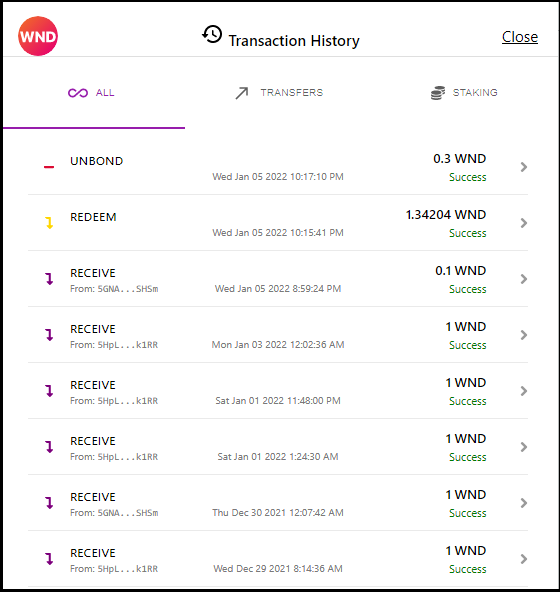 WND
Transaction History
Close
ALL
TRANSFERS
STAKING
UNBOND
0.3 WND
Wed Jan 05 2022 10:17:10 PM
Success
REDEEM
1.34204 WND
Wed Jan 05 2022 10:15:41 PM
Success
RECEIVE
0.1 WND
From: 5GNA...SHSm
Wed Jan 05 2022 8:59:24 PM
Success
RECEIVE
1 WND
From: 5HpL...k1RR
Mon Jan 03 2022 12:02:36 AM
Success
RECEIVE
1 WND
From: 5HpL...k1RR
Sat Jan 01 2022 11:48:00 PM
Success
RECEIVE
1 WND
From: 5HpL...k1RR
Sat Jan 01 2022 1:24:30 AM
Success
RECEIVE
1 WND
From: 5GNA...SHSm
Thu Dec 30 2021 12:07:42 AM
Success
RECEIVE
1 WND
From: 5HpL...k1RR
Wed Dec 29 2021 8:14:36 AM
Success